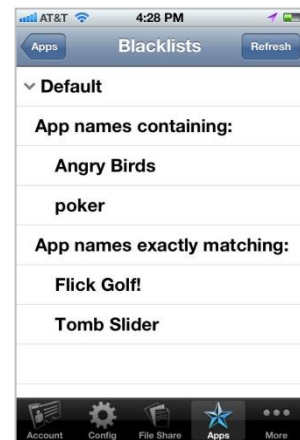 AT&T 4:28 PM
Apps Blacklists Refresh
Default
App names containing:
Angry Birds
poker
App names exactly matching:
Flick Golf!
Tomb Slider
Account Config File Share Apps More